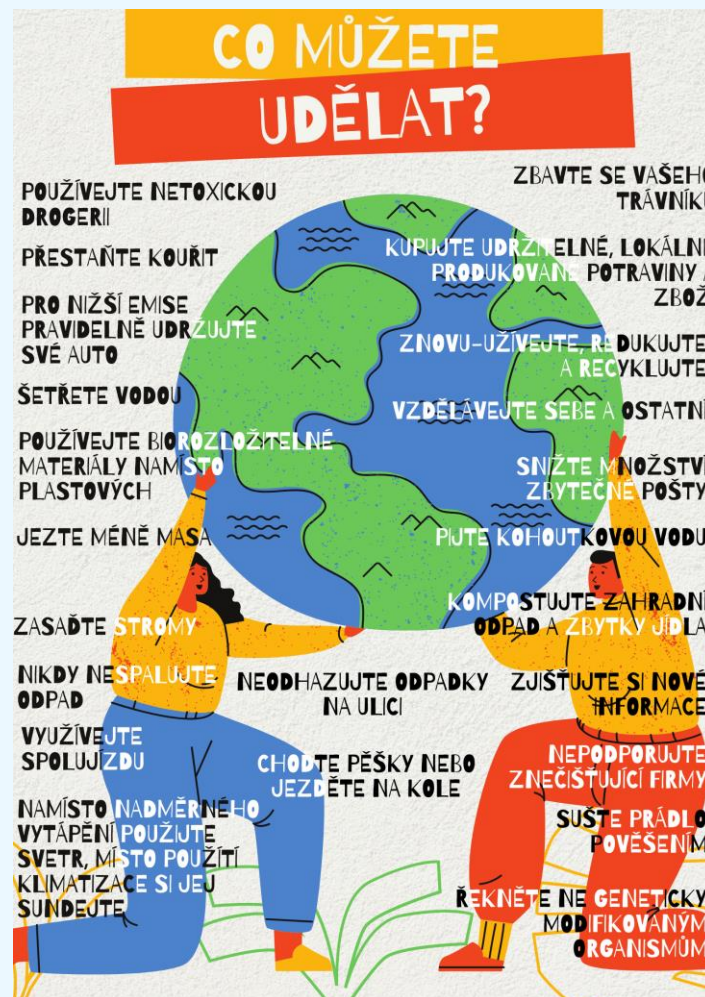 CO MŮŽETE
UDĚLAT?
POUŽÍVEJTE NETOXICKOU
DROGERII
PŘESTAŇTE KOUŘIT
PRO NIŽŠÍ EMISE
PRAVIDELNĚ UDRŽUJTE
SVÉ AUTO
ŠETŘETE VODOU
POUŽÍVEJTE BIOROZLOŽITELNÉ
MATERIÁLY NAMÍSTO
PLASTOVÝCH
JEZTE MÉNĚ MASA
ZASAĎTE STROMY
NIKDY NESPALUJTE
ODPAD
VYUŽÍVEJTE
SPOLUJÍZDU
NAMÍSTO NADMĚRNÉHO
VYTÁPĚNÍ POUŽIJTE
SVETR, MÍSTO POUŽÍTÍ
KLIMATIZACE SI JEJ
SUNDEJTE
NEODHAZUJTE ODPADKY
NA ULICI
CHOĎTE PĚŠKY NEBO
JEZDĚTE NA KOLE
ZBAVTE SE VAŠEHO
TRÁVNÍKU
KUPUJTE UDRŽITELNÉ, LOKÁLNĚ
PRODUKOVANÉ POTRAVINY A
ZBOŽÍ
ZNOVU-UŽÍVEJTE, REDUKUJTE
A RECYKLUJTE
VZDĚLÁVEJTE SEBE A OSTATNÍ
SNIŽTE MNOŽSTVÍ
ZBYTEČNÉ POŠTY
PIJTE KOHOUTKOVOU VODU
KOMPOSTUJTE ZAHRADNÍ
ODPAD A ZBYTKY JÍDLA
ZJIŠŤUJTE SI NOVÉ
INFORMACE
NEPODPORUJTE
ZNEČIŠŤUJÍCÍ FIRMY
SUŠTE PRÁDLO
POVĚŠENÍM
ŘEKNĚTE NE GENETICKY
MODIFIKOVANÝM
ORGANISMŮM